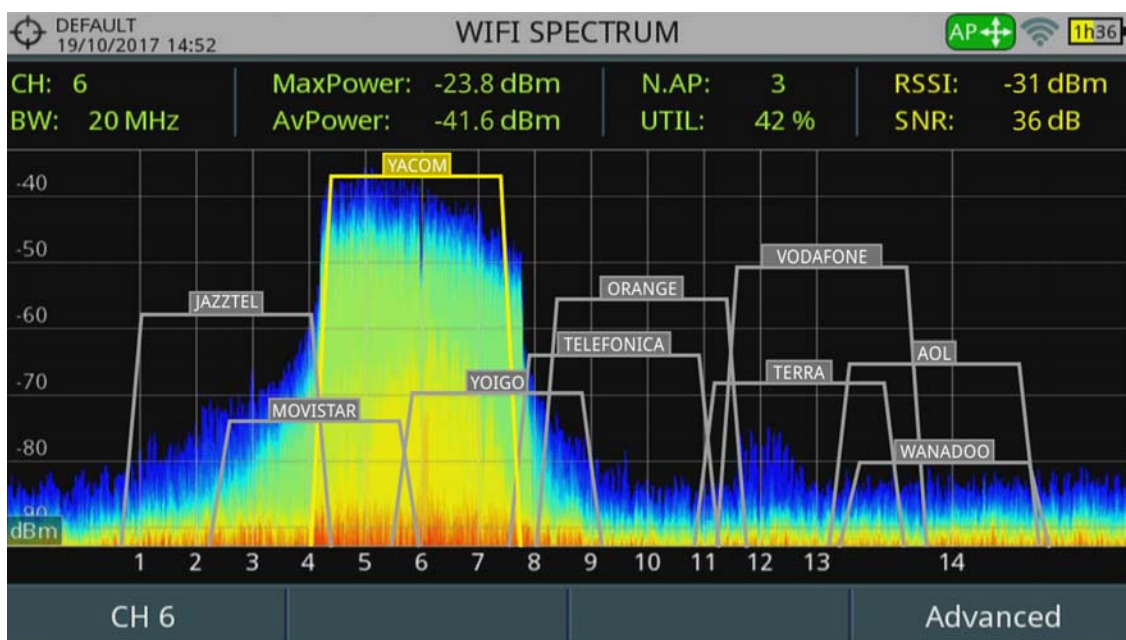 DEFAULT
19/10/2017 14:52
WIFI SPECTRUM
AP
1h36
CH: 6 MaxPower: -23.8 dBm N.AP: 3 RSSI: -31 dBm
BW: 20 MHz AvPower: -41.6 dBm UTIL: 42 % SNR: 36 dB
YACOM
-40
-50
VODAFONE
ORANGE
JAZZTEL
-60
TELEFONICA
AOL
TERRA
YOIGO
-70
MOVISTAR
-80
WANADOO
-90
dBm
1 2 3 4 5 6 7 8 9 10 11 12 13 14
CH 6 Advanced